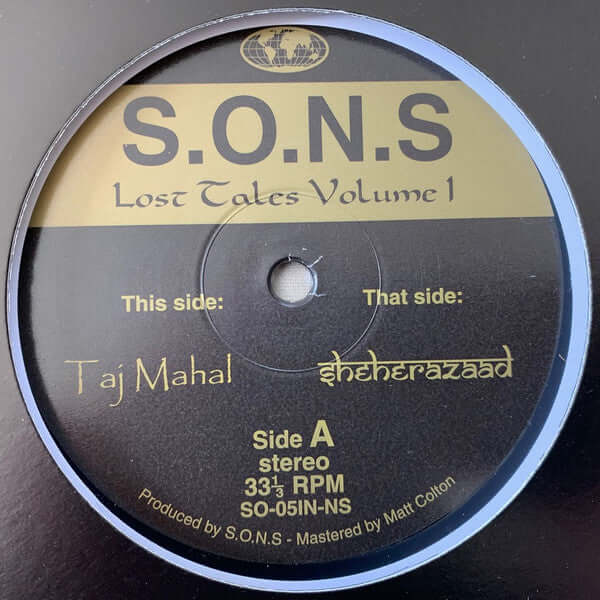 S.O.N.S
Lost Tales Volume 1
This side: That side:
Taj Mahal sheherazaad
Side A
stereo
33⅓ RPM
SO-05IN-NS
Produced by S.O.N.S - Mastered by Matt Colton